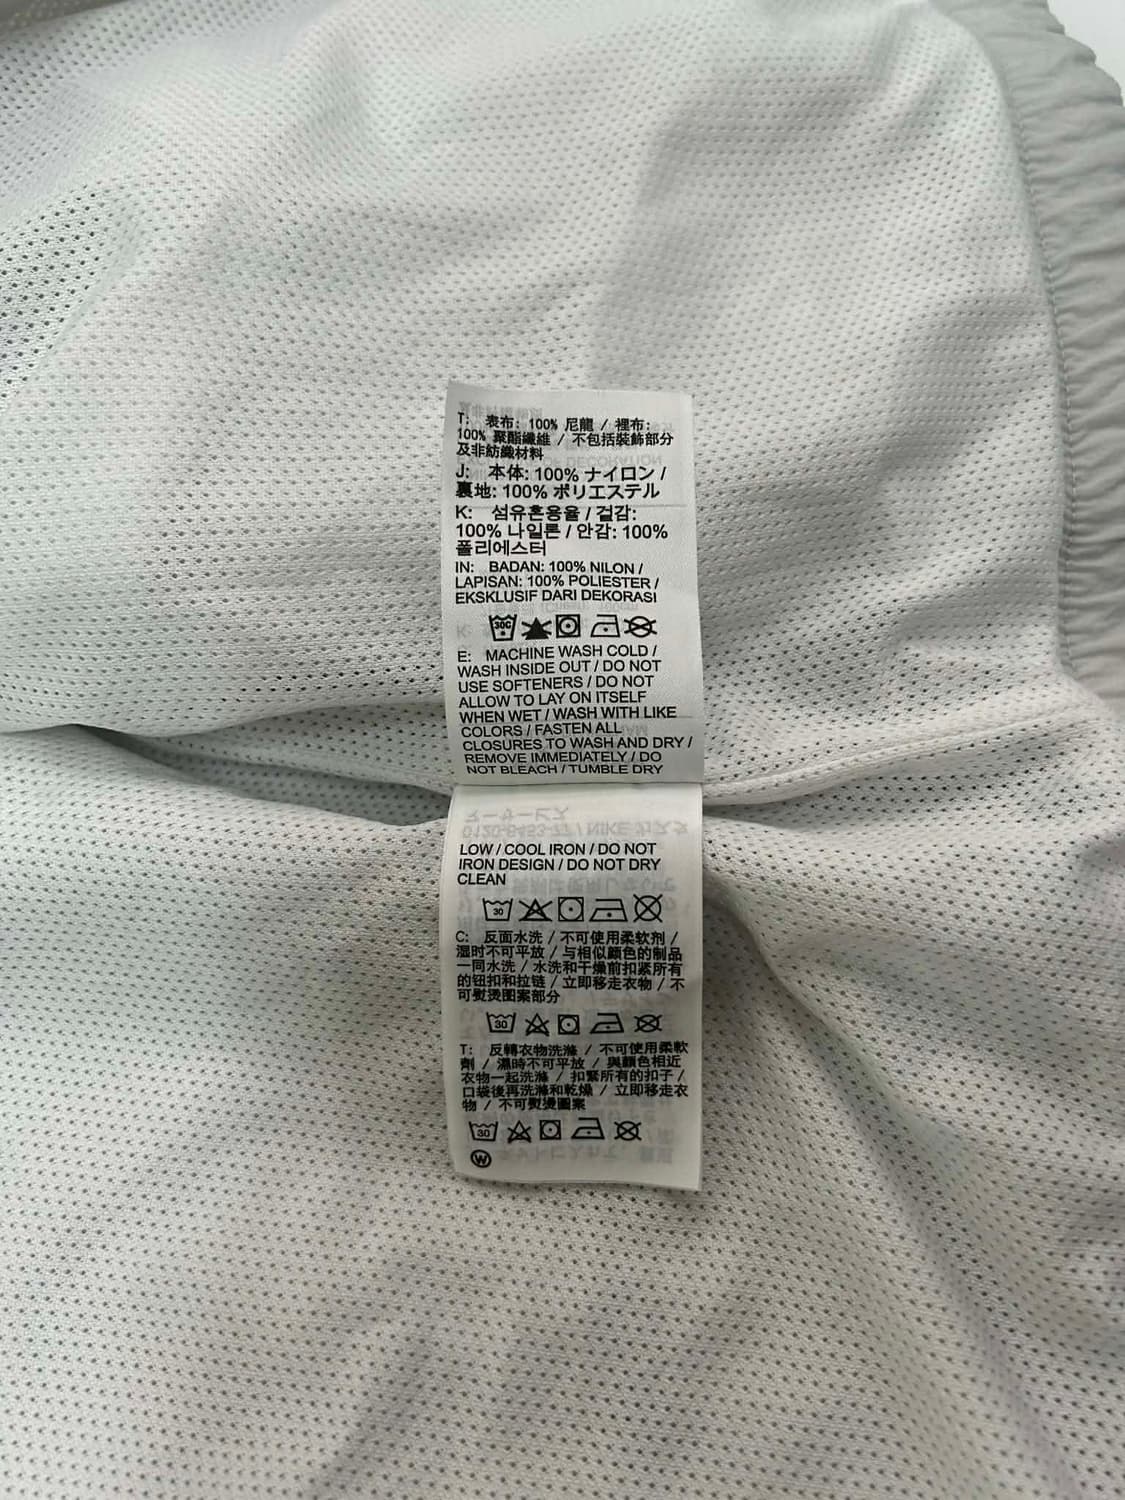 T: 表布: 100% 尼龍 / 裡布:
100% 聚酯纖維 / 不包括裝飾部分
及非紡織材料
J: 本体: 100% ナイロン /
裏地: 100% ポリエステル
K: 섬유혼용율 / 겉감:
100% 나일론 / 안감: 100%
폴리에스터
IN: BADAN: 100% NILON /
LAPISAN: 100% POLIESTER /
EKSKLUSIF DARI DEKORASI
30C
E: MACHINE WASH COLD /
WASH INSIDE OUT / DO NOT
USE SOFTENERS / DO NOT
ALLOW TO LAY ON ITSELF
WHEN WET / WASH WITH LIKE
COLORS / FASTEN ALL
CLOSURES TO WASH AND DRY /
REMOVE IMMEDIATELY / DO
NOT BLEACH / TUMBLE DRY
LOW / COOL IRON / DO NOT
IRON DESIGN / DO NOT DRY
CLEAN
30
C: 反面水洗 / 不可使用柔软剂 /
湿时不可平放 / 与相似颜色的制品
一同水洗 / 水洗和干燥前扣紧所有
的钮扣和拉链 / 立即移走衣物 / 不
可熨烫图案部分
30
T: 反轉衣物洗滌 / 不可使用柔軟
劑 / 濕時不可平放 / 與顏色相近
衣物一起洗滌 / 扣緊所有的扣子 /
口袋後再洗滌和乾燥 / 立即移走衣
物 / 不可熨燙圖案
30
W